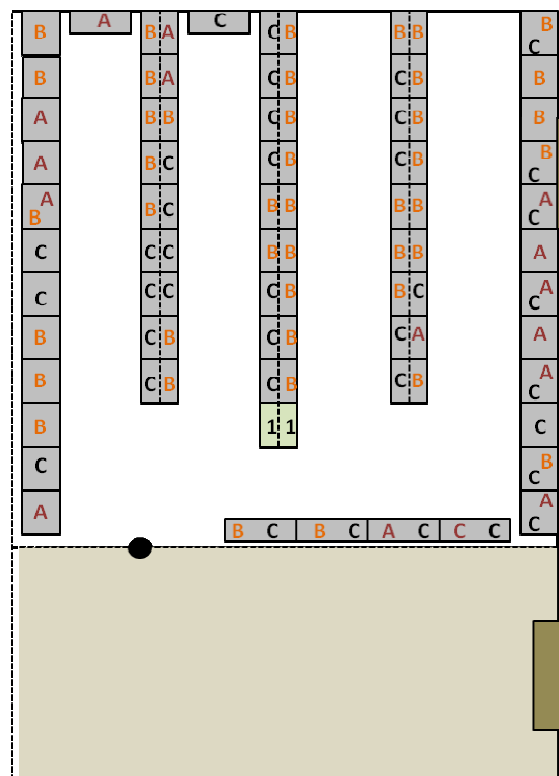 B A B A C C B B B B
C
B B A C B C B B
A B B C B C B B
A B C C B C B B
C
A
B B C B B B B A
C
C C C B B B B A
C C C C B B C A
C
B C B C B C A A
B C B C B C B A
C
B 1 1 C
C B
C
A A
C
B C B C A C C C